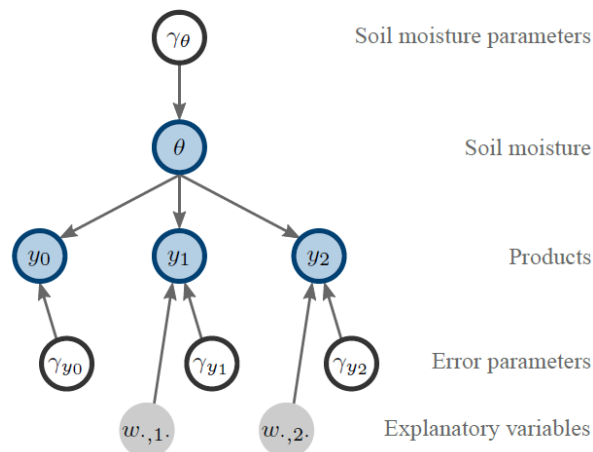 γθ Soil moisture parameters
θ Soil moisture
y0 y1 y2 Products
γy0 γy1 γy2 Error parameters
w·,1· w·,2· Explanatory variables